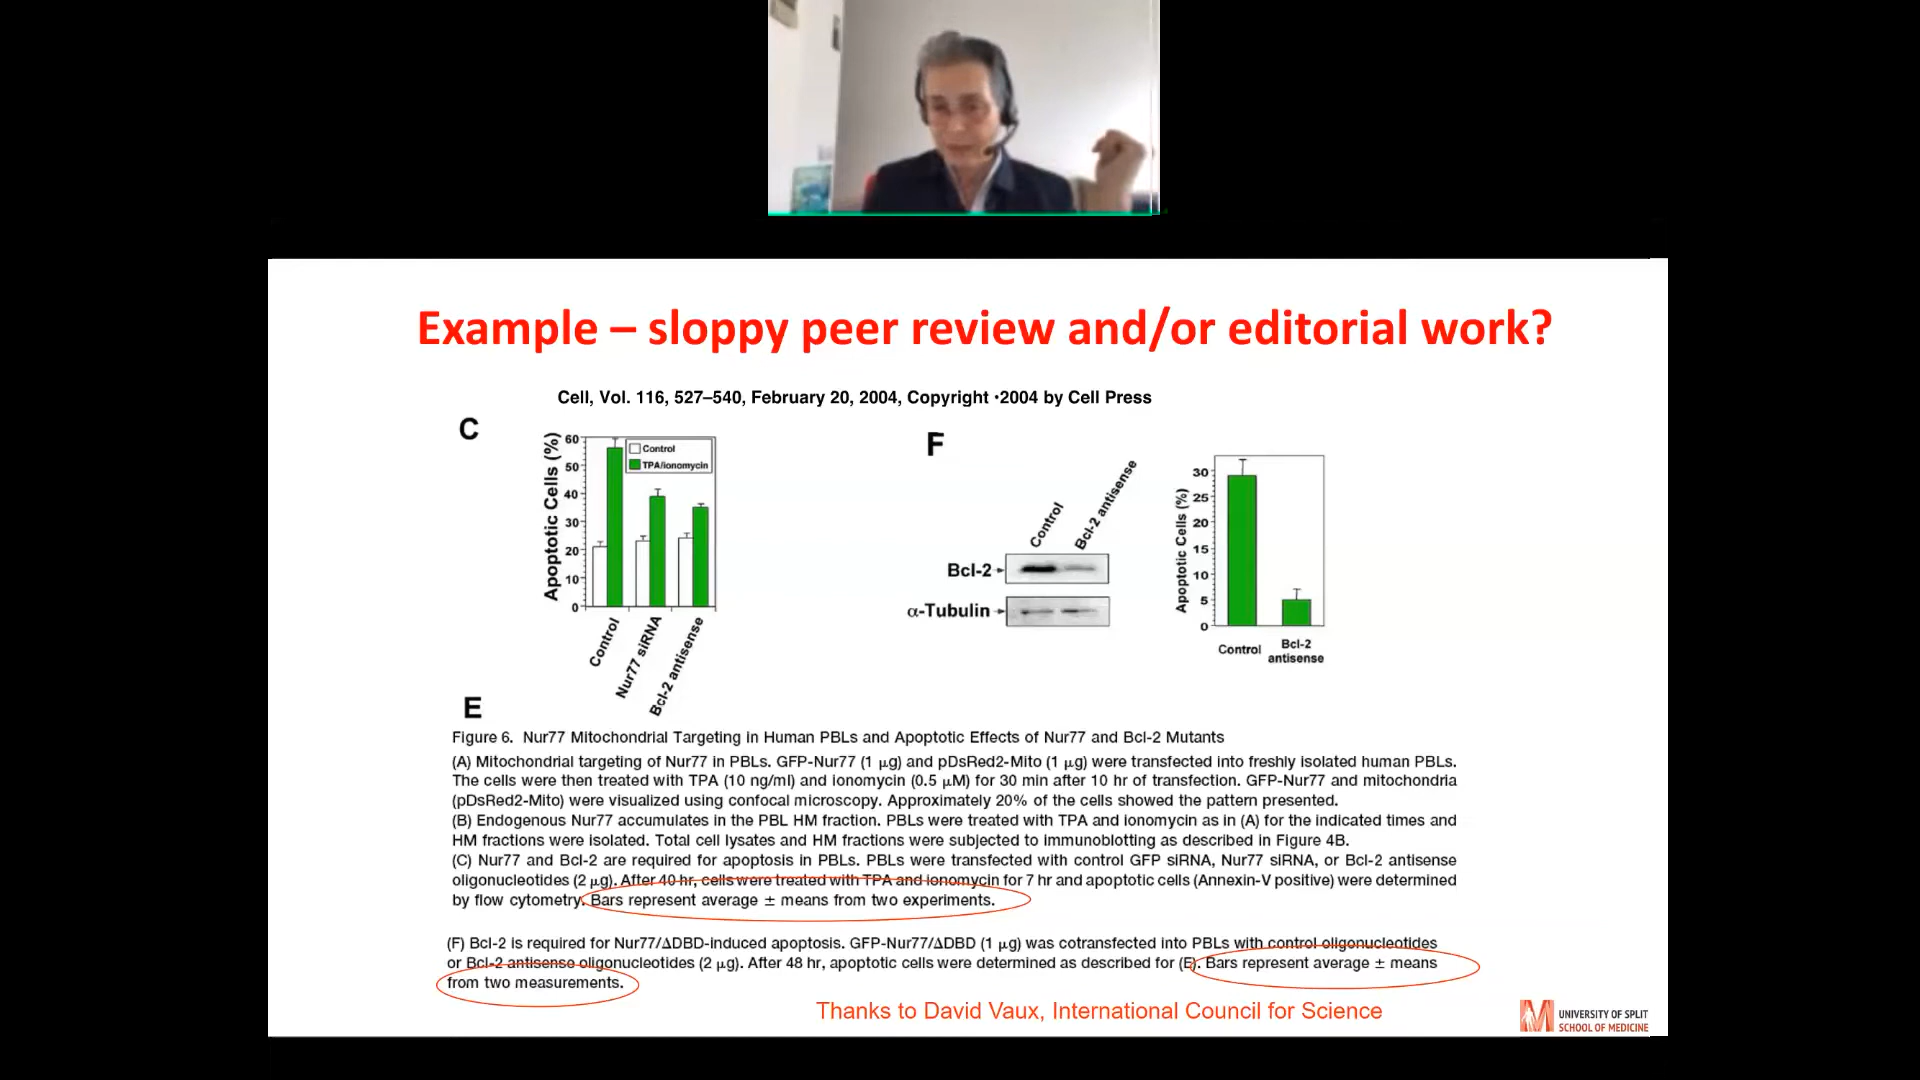 Example – sloppy peer review and/or editorial work?
Cell, Vol. 116, 527–540, February 20, 2004, Copyright •2004 by Cell Press
C
Apoptotic Cells (%)
60
50
40
30
20
10
0
Control
TPA/ionomycin
Control
Nur77 siRNA
Bcl-2 antisense
F
Control
Bcl-2 antisense
Bcl-2
α-Tubulin
Apoptotic Cells (%)
30
25
20
15
10
5
0
Control
Bcl-2
antisense
E
Figure 6. Nur77 Mitochondrial Targeting in Human PBLs and Apoptotic Effects of Nur77 and Bcl-2 Mutants
(A) Mitochondrial targeting of Nur77 in PBLs. GFP-Nur77 (1 μg) and pDsRed2-Mito (1 μg) were transfected into freshly isolated human PBLs.
The cells were then treated with TPA (10 ng/ml) and ionomycin (0.5 μM) for 30 min after 10 hr of transfection. GFP-Nur77 and mitochondria
(pDsRed2-Mito) were visualized using confocal microscopy. Approximately 20% of the cells showed the pattern presented.
(B) Endogenous Nur77 accumulates in the PBL HM fraction. PBLs were treated with TPA and ionomycin as in (A) for the indicated times and
HM fractions were isolated. Total cell lysates and HM fractions were subjected to immunoblotting as described in Figure 4B.
(C) Nur77 and Bcl-2 are required for apoptosis in PBLs. PBLs were transfected with control GFP siRNA, Nur77 siRNA, or Bcl-2 antisense
oligonucleotides (2 μg). After 40 hr, cells were treated with TPA and ionomycin for 7 hr and apoptotic cells (Annexin-V positive) were determined
by flow cytometry. Bars represent average ± means from two experiments.
(F) Bcl-2 is required for Nur77/ΔDBD-induced apoptosis. GFP-Nur77/ΔDBD (1 μg) was cotransfected into PBLs with control oligonucleotides
or Bcl-2 antisense oligonucleotides (2 μg). After 48 hr, apoptotic cells were determined as described for (E). Bars represent average ± means
from two measurements.
Thanks to David Vaux, International Council for Science
UNIVERSITY OF SPLIT
SCHOOL OF MEDICINE